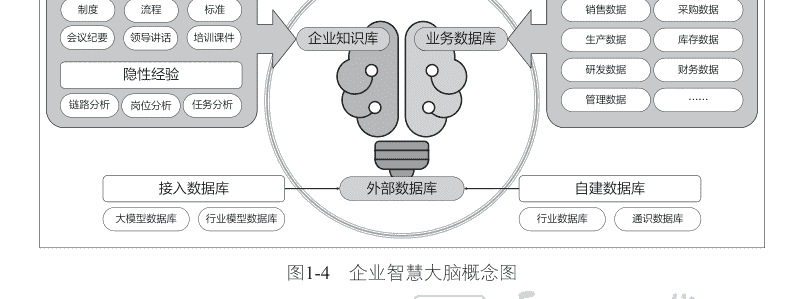 制度 流程 标准 销售数据 采购数据
会议纪要 领导讲话 培训课件 企业知识库 业务数据库 生产数据 库存数据
隐性经验 研发数据 财务数据
链路分析 岗位分析 任务分析 管理数据 ……
接入数据库 外部数据库 自建数据库
大模型数据库 行业模型数据库 行业数据库 通识数据库
图1-4 企业智慧大脑概念图